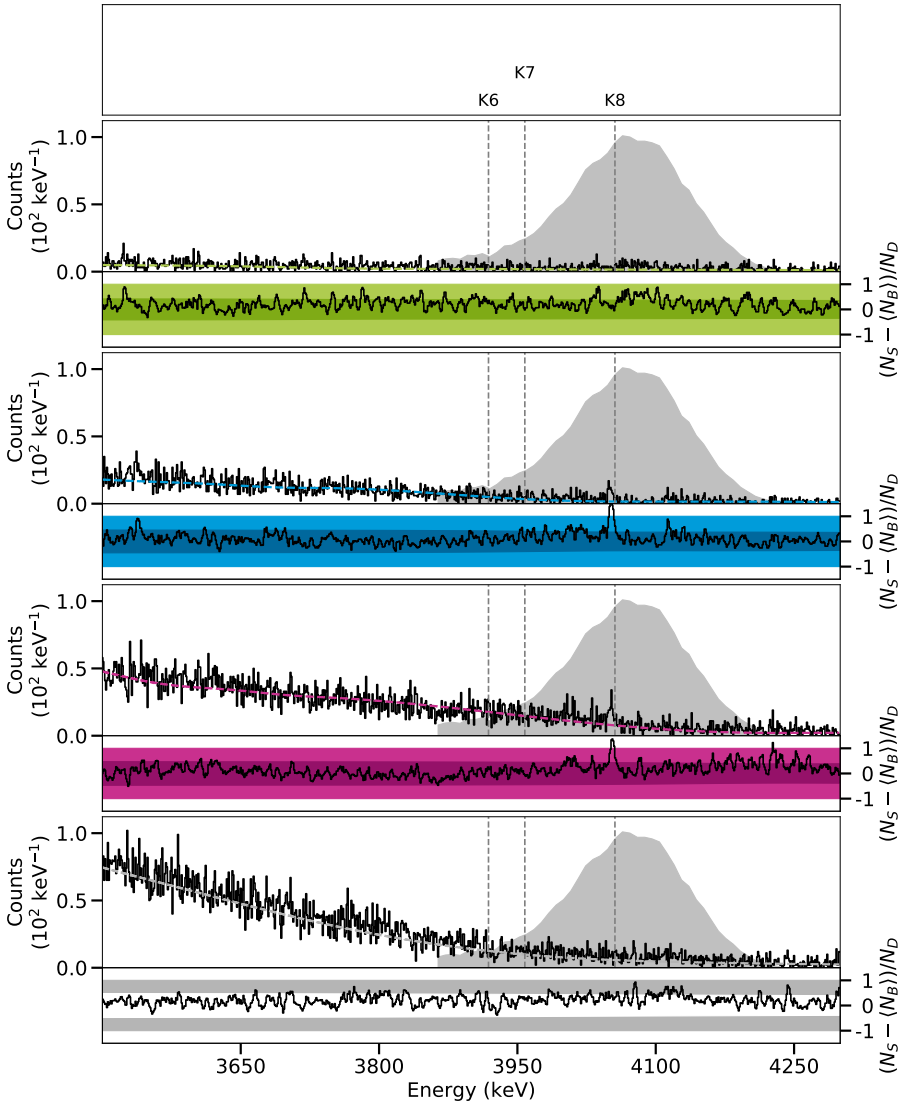 K7
K6
K8
1.0
0.5
0.0
Counts
(10² keV⁻¹)
1
0
-1
(N_S − ⟨N_B⟩)/N_D
1.0
0.5
0.0
Counts
(10² keV⁻¹)
1
0
-1
(N_S − ⟨N_B⟩)/N_D
1.0
0.5
0.0
Counts
(10² keV⁻¹)
1
0
-1
(N_S − ⟨N_B⟩)/N_D
1.0
0.5
0.0
Counts
(10² keV⁻¹)
1
0
-1
(N_S − ⟨N_B⟩)/N_D
3650 3800 3950 4100 4250
Energy (keV)